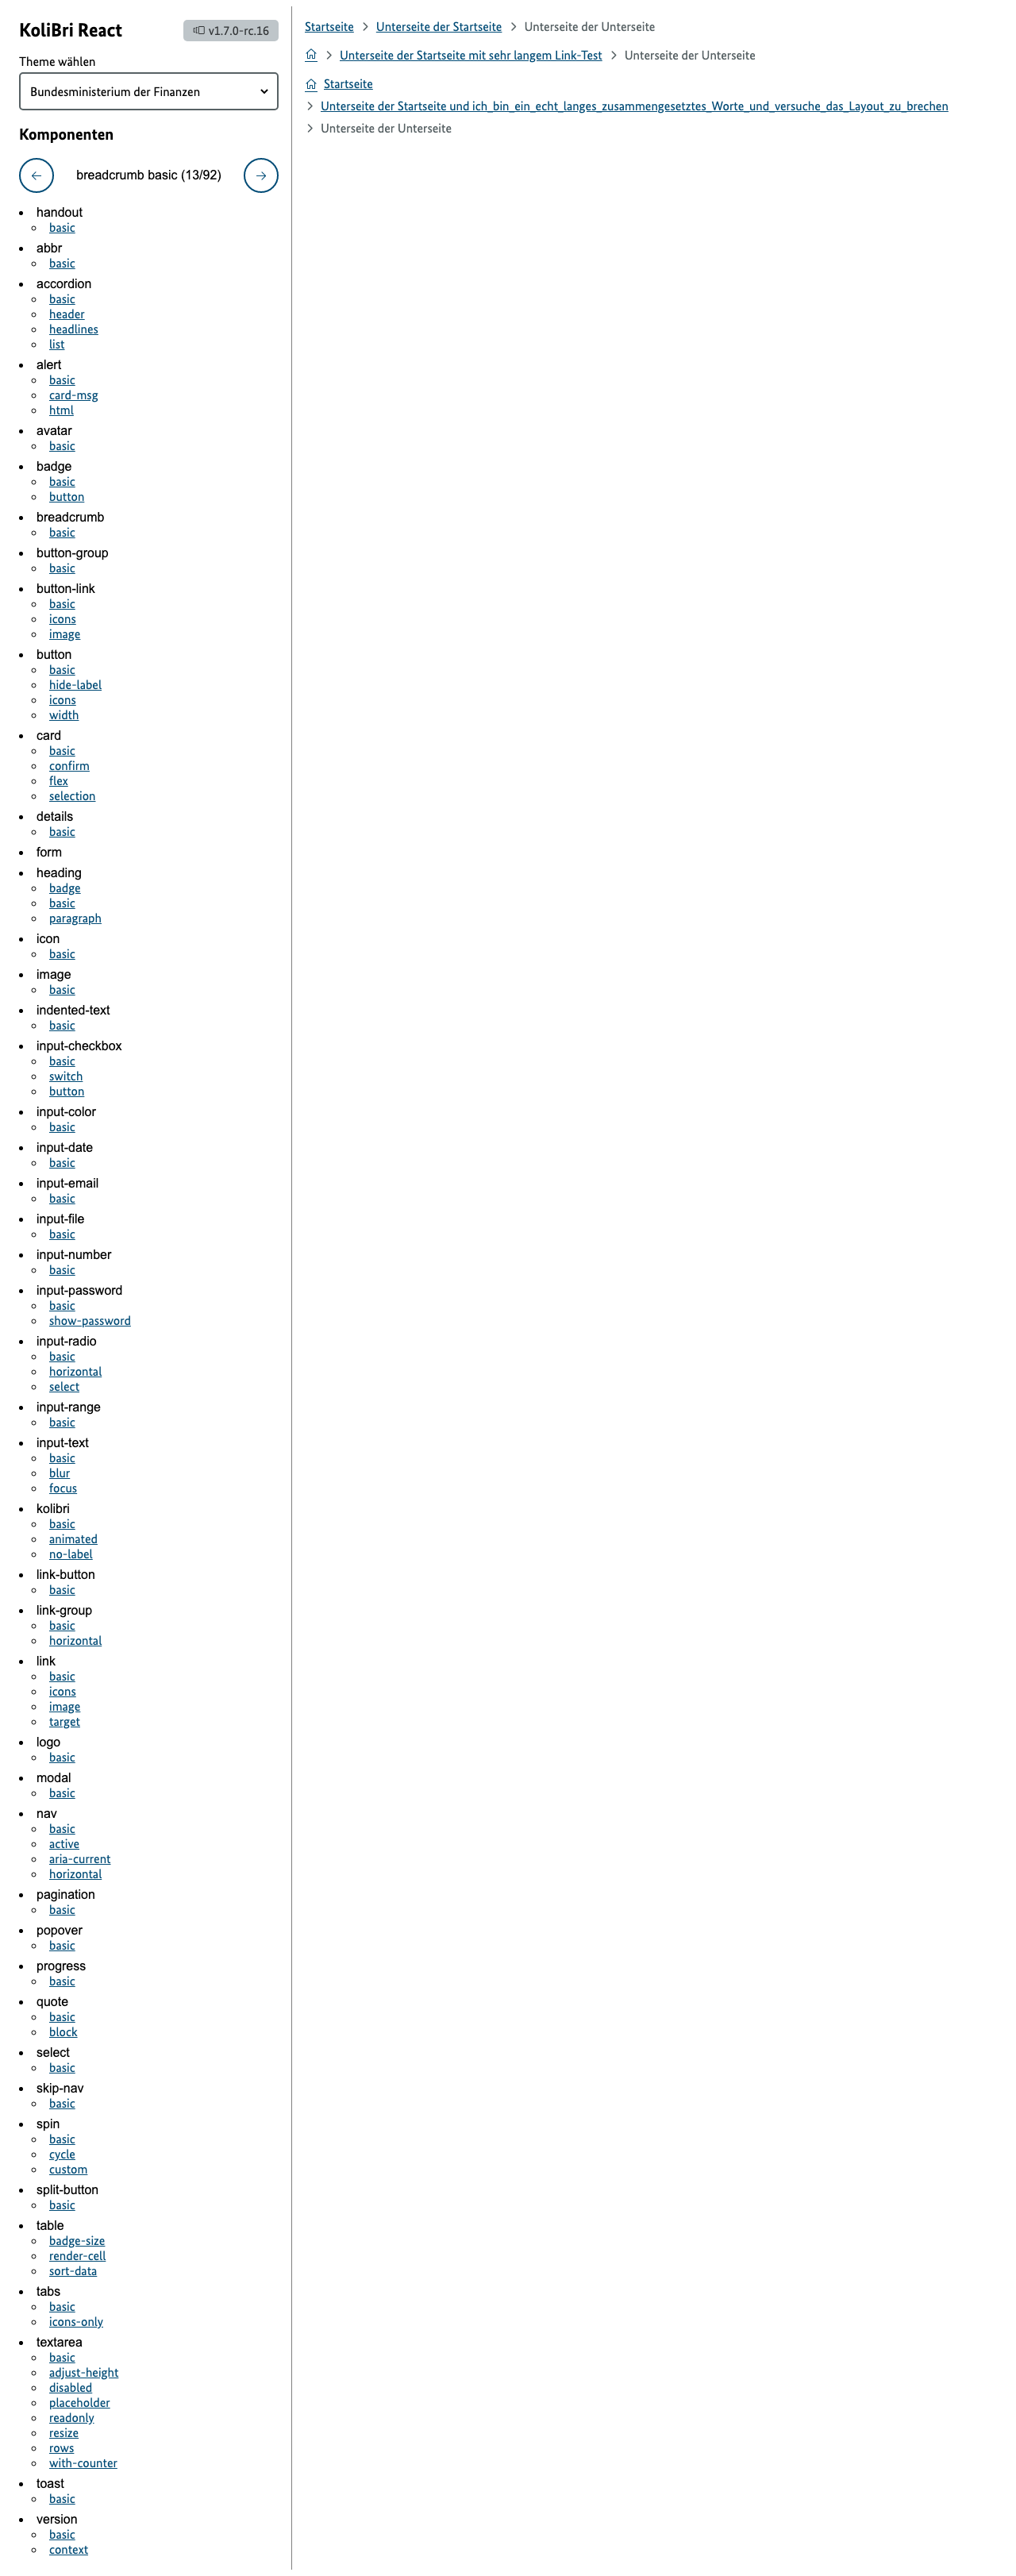 KoliBri React
v1.7.0-rc.16
Theme wählen
Bundesministerium der Finanzen
Komponenten
breadcrumb basic (13/92)
handout
basic
abbr
basic
accordion
basic
header
headlines
list
alert
basic
card-msg
html
avatar
basic
badge
basic
button
breadcrumb
basic
button-group
basic
button-link
basic
icons
image
button
basic
hide-label
icons
width
card
basic
confirm
flex
selection
details
basic
form
heading
badge
basic
paragraph
icon
basic
image
basic
indented-text
basic
input-checkbox
basic
switch
button
input-color
basic
input-date
basic
input-email
basic
input-file
basic
input-number
basic
input-password
basic
show-password
input-radio
basic
horizontal
select
input-range
basic
input-text
basic
blur
focus
kolibri
basic
animated
no-label
link-button
basic
link-group
basic
horizontal
link
basic
icons
image
target
logo
basic
modal
basic
nav
basic
active
aria-current
horizontal
pagination
basic
popover
basic
progress
basic
quote
basic
block
select
basic
skip-nav
basic
spin
basic
cycle
custom
split-button
basic
table
badge-size
render-cell
sort-data
tabs
basic
icons-only
textarea
basic
adjust-height
disabled
placeholder
readonly
resize
rows
with-counter
toast
basic
version
basic
context
Startseite > Unterseite der Startseite > Unterseite der Unterseite
> Unterseite der Startseite mit sehr langem Link-Test > Unterseite der Unterseite
Startseite
> Unterseite der Startseite und ich_bin_ein_echt_langes_zusammengesetztes_Worte_und_versuche_das_Layout_zu_brechen
> Unterseite der Unterseite